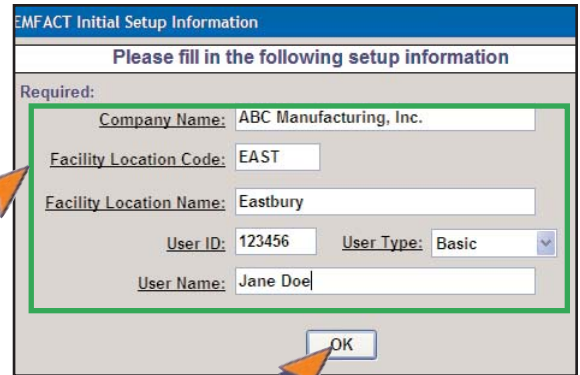 EMFACT Initial Setup Information
Please fill in the following setup information
Required:
Company Name: ABC Manufacturing, Inc.
Facility Location Code: EAST
Facility Location Name: Eastbury
User ID: 123456 User Type: Basic
User Name: Jane Doe
OK